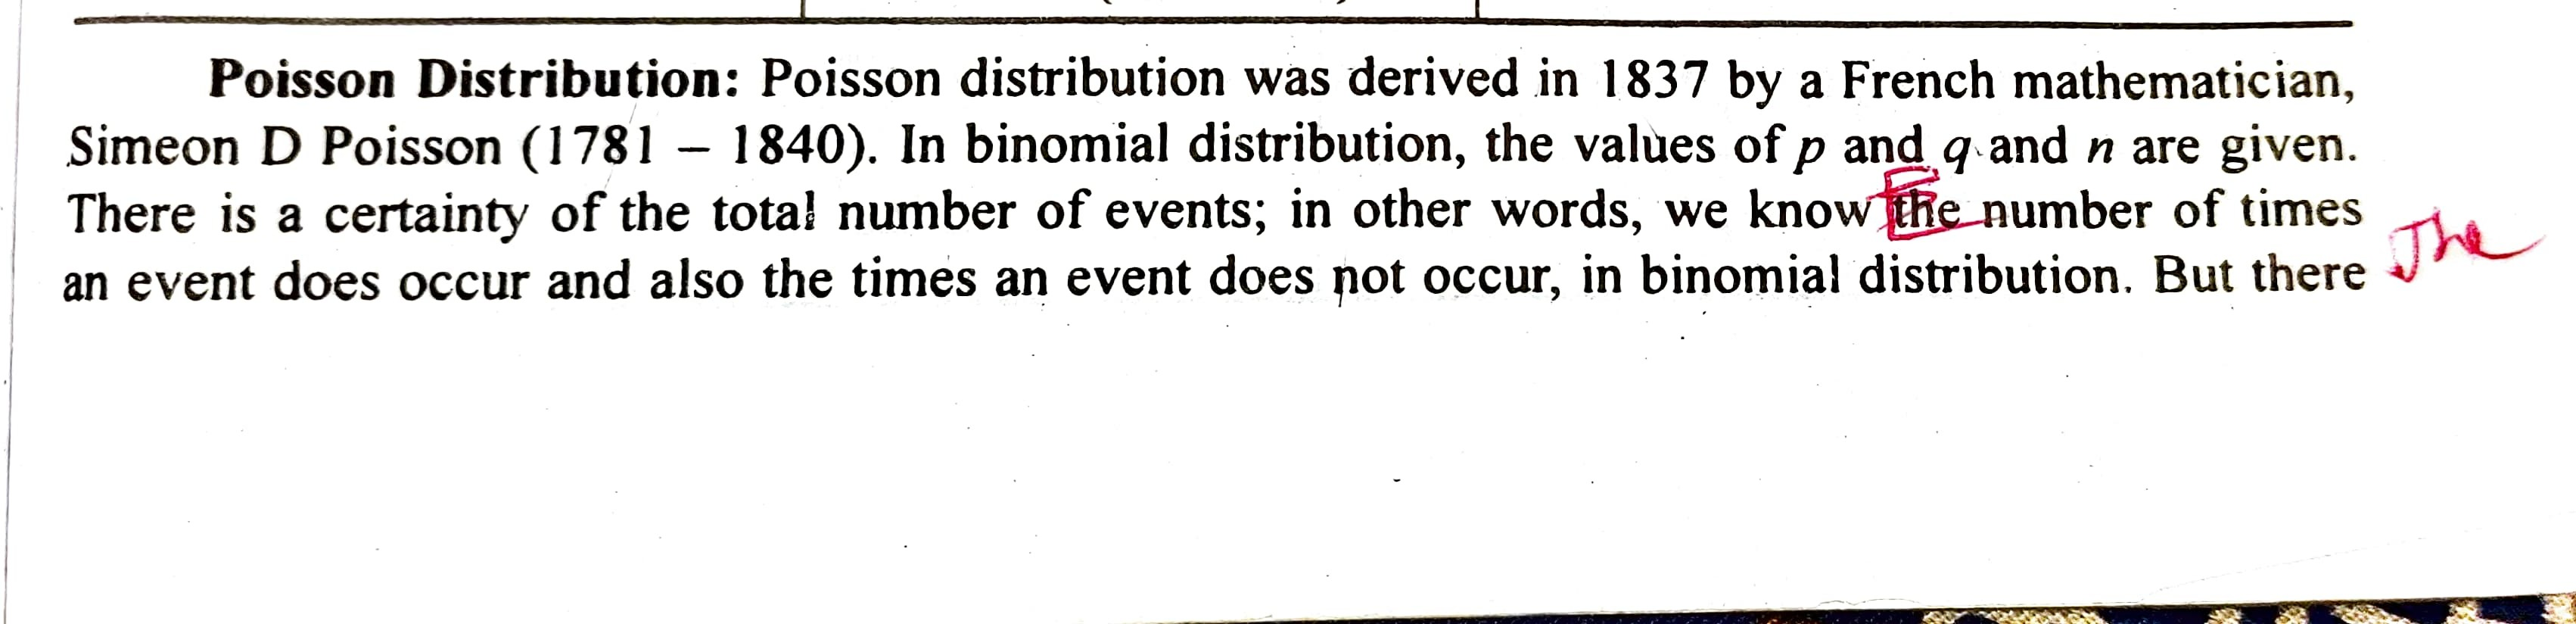 Poisson Distribution: Poisson distribution was derived in 1837 by a French mathematician,
Simeon D Poisson (1781 – 1840). In binomial distribution, the values of p and q and n are given.
There is a certainty of the total number of events; in other words, we know the number of times
The
an event does occur and also the times an event does not occur, in binomial distribution. But there